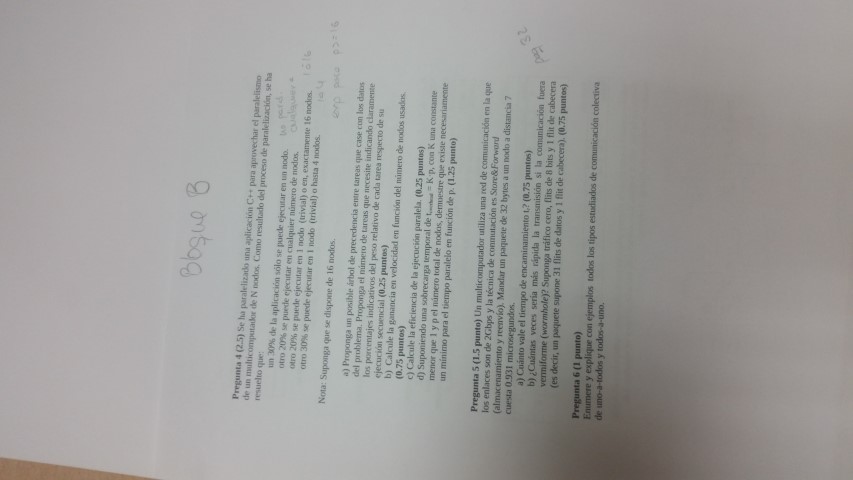 Bloque B
Pregunta 4 (2.5) Se ha paralelizado una aplicación C++ para aprovechar el paralelismo
de un multicomputador de N nodos. Como resultado del proceso de paralelización, se ha
resuelto que:
un 30% de la aplicación sólo se puede ejecutar en un nodo. no paral.
otro 20% se puede ejecutar en cualquier número de nodos. cualquiera
otro 20% se puede ejecutar en 1 nodo (trivial) o en, exactamente 16 nodos. 1 ó 16
otro 30% se puede ejecutar en 1 nodo (trivial) o hasta 4 nodos. 1 ó 4
Nota: Suponga que se dispone de 16 nodos. para p>=16
a) Proponga un posible árbol de precedencia entre tareas que case con los datos
del problema. Proponga el número de tareas que necesite indicando claramente
los porcentajes indicativos del peso relativo de cada tarea respecto de su
ejecución secuencial (0.25 puntos)
b) Calcule la ganancia en velocidad en función del número de nodos usados.
(0.75 puntos)
c) Calcule la eficiencia de la ejecución paralela. (0.25 puntos)
d) Suponiendo una sobrecarga temporal de toverhead = K·p, con K una constante
menor que 1 y p el número total de nodos, demuestre que existe necesariamente
un mínimo para el tiempo paralelo en función de p. (1.25 punto)
Pregunta 5 (1.5 punto) Un multicomputador utiliza una red de comunicación en la que
los enlaces son de 2Gbps y la técnica de conmutación es Store&Forward
(almacenamiento y reenvío). Mandar un paquete de 32 bytes a un nodo a distancia 7
cuesta 0.931 microsegundos.
a) Cuánto vale el tiempo de encaminamiento tr? (0.75 puntos)
b) ¿Cuántas veces sería más rápida la transmisión si la comunicación fuera
vermiforme (wormhole)? Suponga tráfico cero, flits de 8 bits y 1 flit de cabecera
(es decir, un paquete supone 31 flits de datos y 1 flit de cabecera). (0.75 puntos)
pag 32
Pregunta 6 (1 punto)
Enumere y explique con ejemplos todos los tipos estudiados de comunicación colectiva
de uno-a-todos y todos-a-uno.